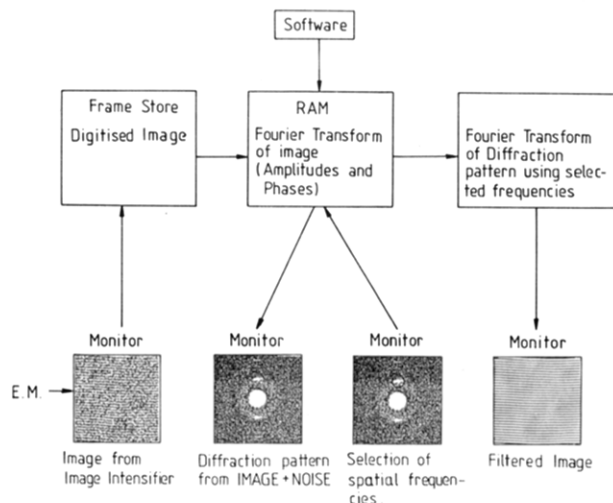 Software
Frame Store
Digitised Image
RAM
Fourier Transform
of image
(Amplitudes and
Phases)
Fourier Transform
of Diffraction
pattern using selec-
ted frequencies
Monitor
Monitor
Monitor
Monitor
E.M.
Image from
Image Intensifier
Diffraction pattern
from IMAGE + NOISE
Selection of
spatial frequen-
cies
Filtered Image